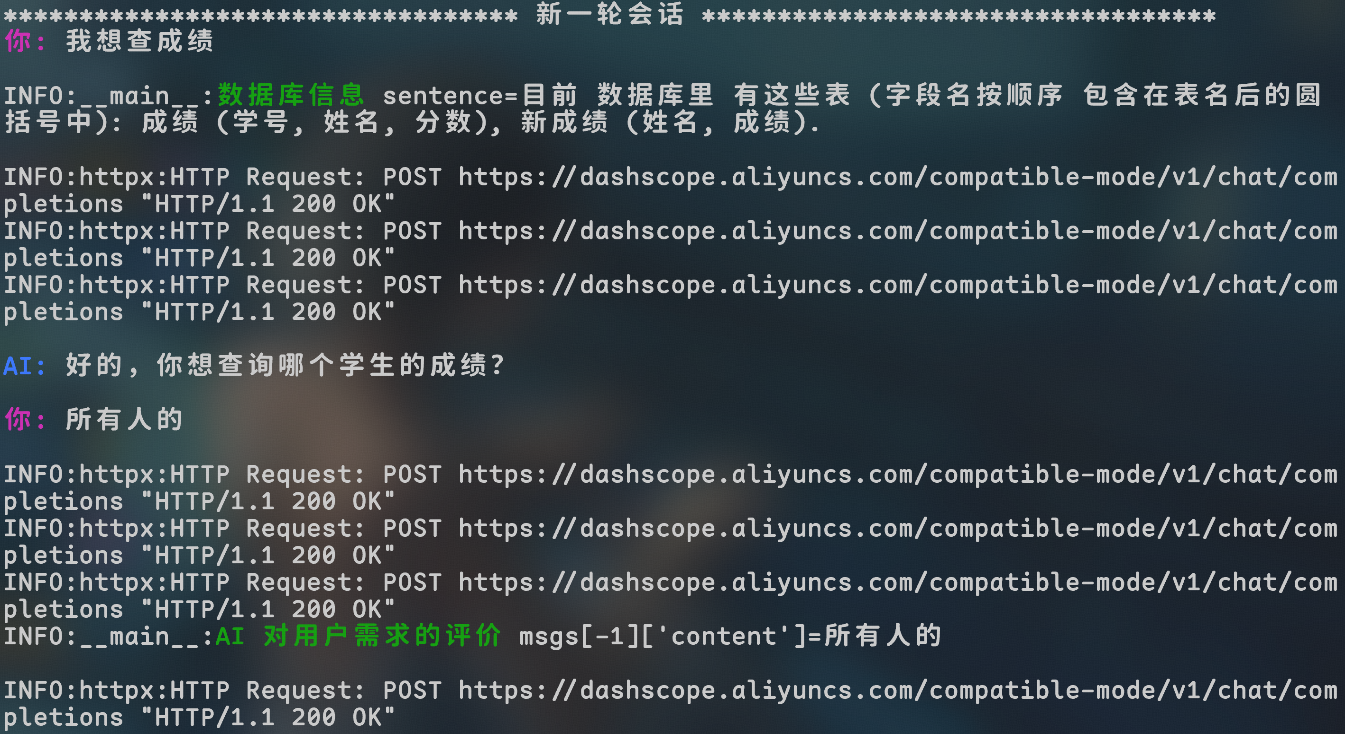 ********************************** 新一轮会话 **********************************
你: 我想查成绩
INFO:__main__:数据库信息 sentence=目前 数据库里 有这些表 (字段名按顺序 包含在表名后的圆
括号中): 成绩 (学号, 姓名, 分数), 新成绩 (姓名, 成绩).
INFO:httpx:HTTP Request: POST https://dashscope.aliyuncs.com/compatible-mode/v1/chat/com
pletions "HTTP/1.1 200 OK"
INFO:httpx:HTTP Request: POST https://dashscope.aliyuncs.com/compatible-mode/v1/chat/com
pletions "HTTP/1.1 200 OK"
INFO:httpx:HTTP Request: POST https://dashscope.aliyuncs.com/compatible-mode/v1/chat/com
pletions "HTTP/1.1 200 OK"
AI: 好的, 你想查询哪个学生的成绩?
你: 所有人的
INFO:httpx:HTTP Request: POST https://dashscope.aliyuncs.com/compatible-mode/v1/chat/com
pletions "HTTP/1.1 200 OK"
INFO:httpx:HTTP Request: POST https://dashscope.aliyuncs.com/compatible-mode/v1/chat/com
pletions "HTTP/1.1 200 OK"
INFO:httpx:HTTP Request: POST https://dashscope.aliyuncs.com/compatible-mode/v1/chat/com
pletions "HTTP/1.1 200 OK"
INFO:__main__:AI 对用户需求的评价 msgs[-1]['content']=所有人的
INFO:httpx:HTTP Request: POST https://dashscope.aliyuncs.com/compatible-mode/v1/chat/com
pletions "HTTP/1.1 200 OK"